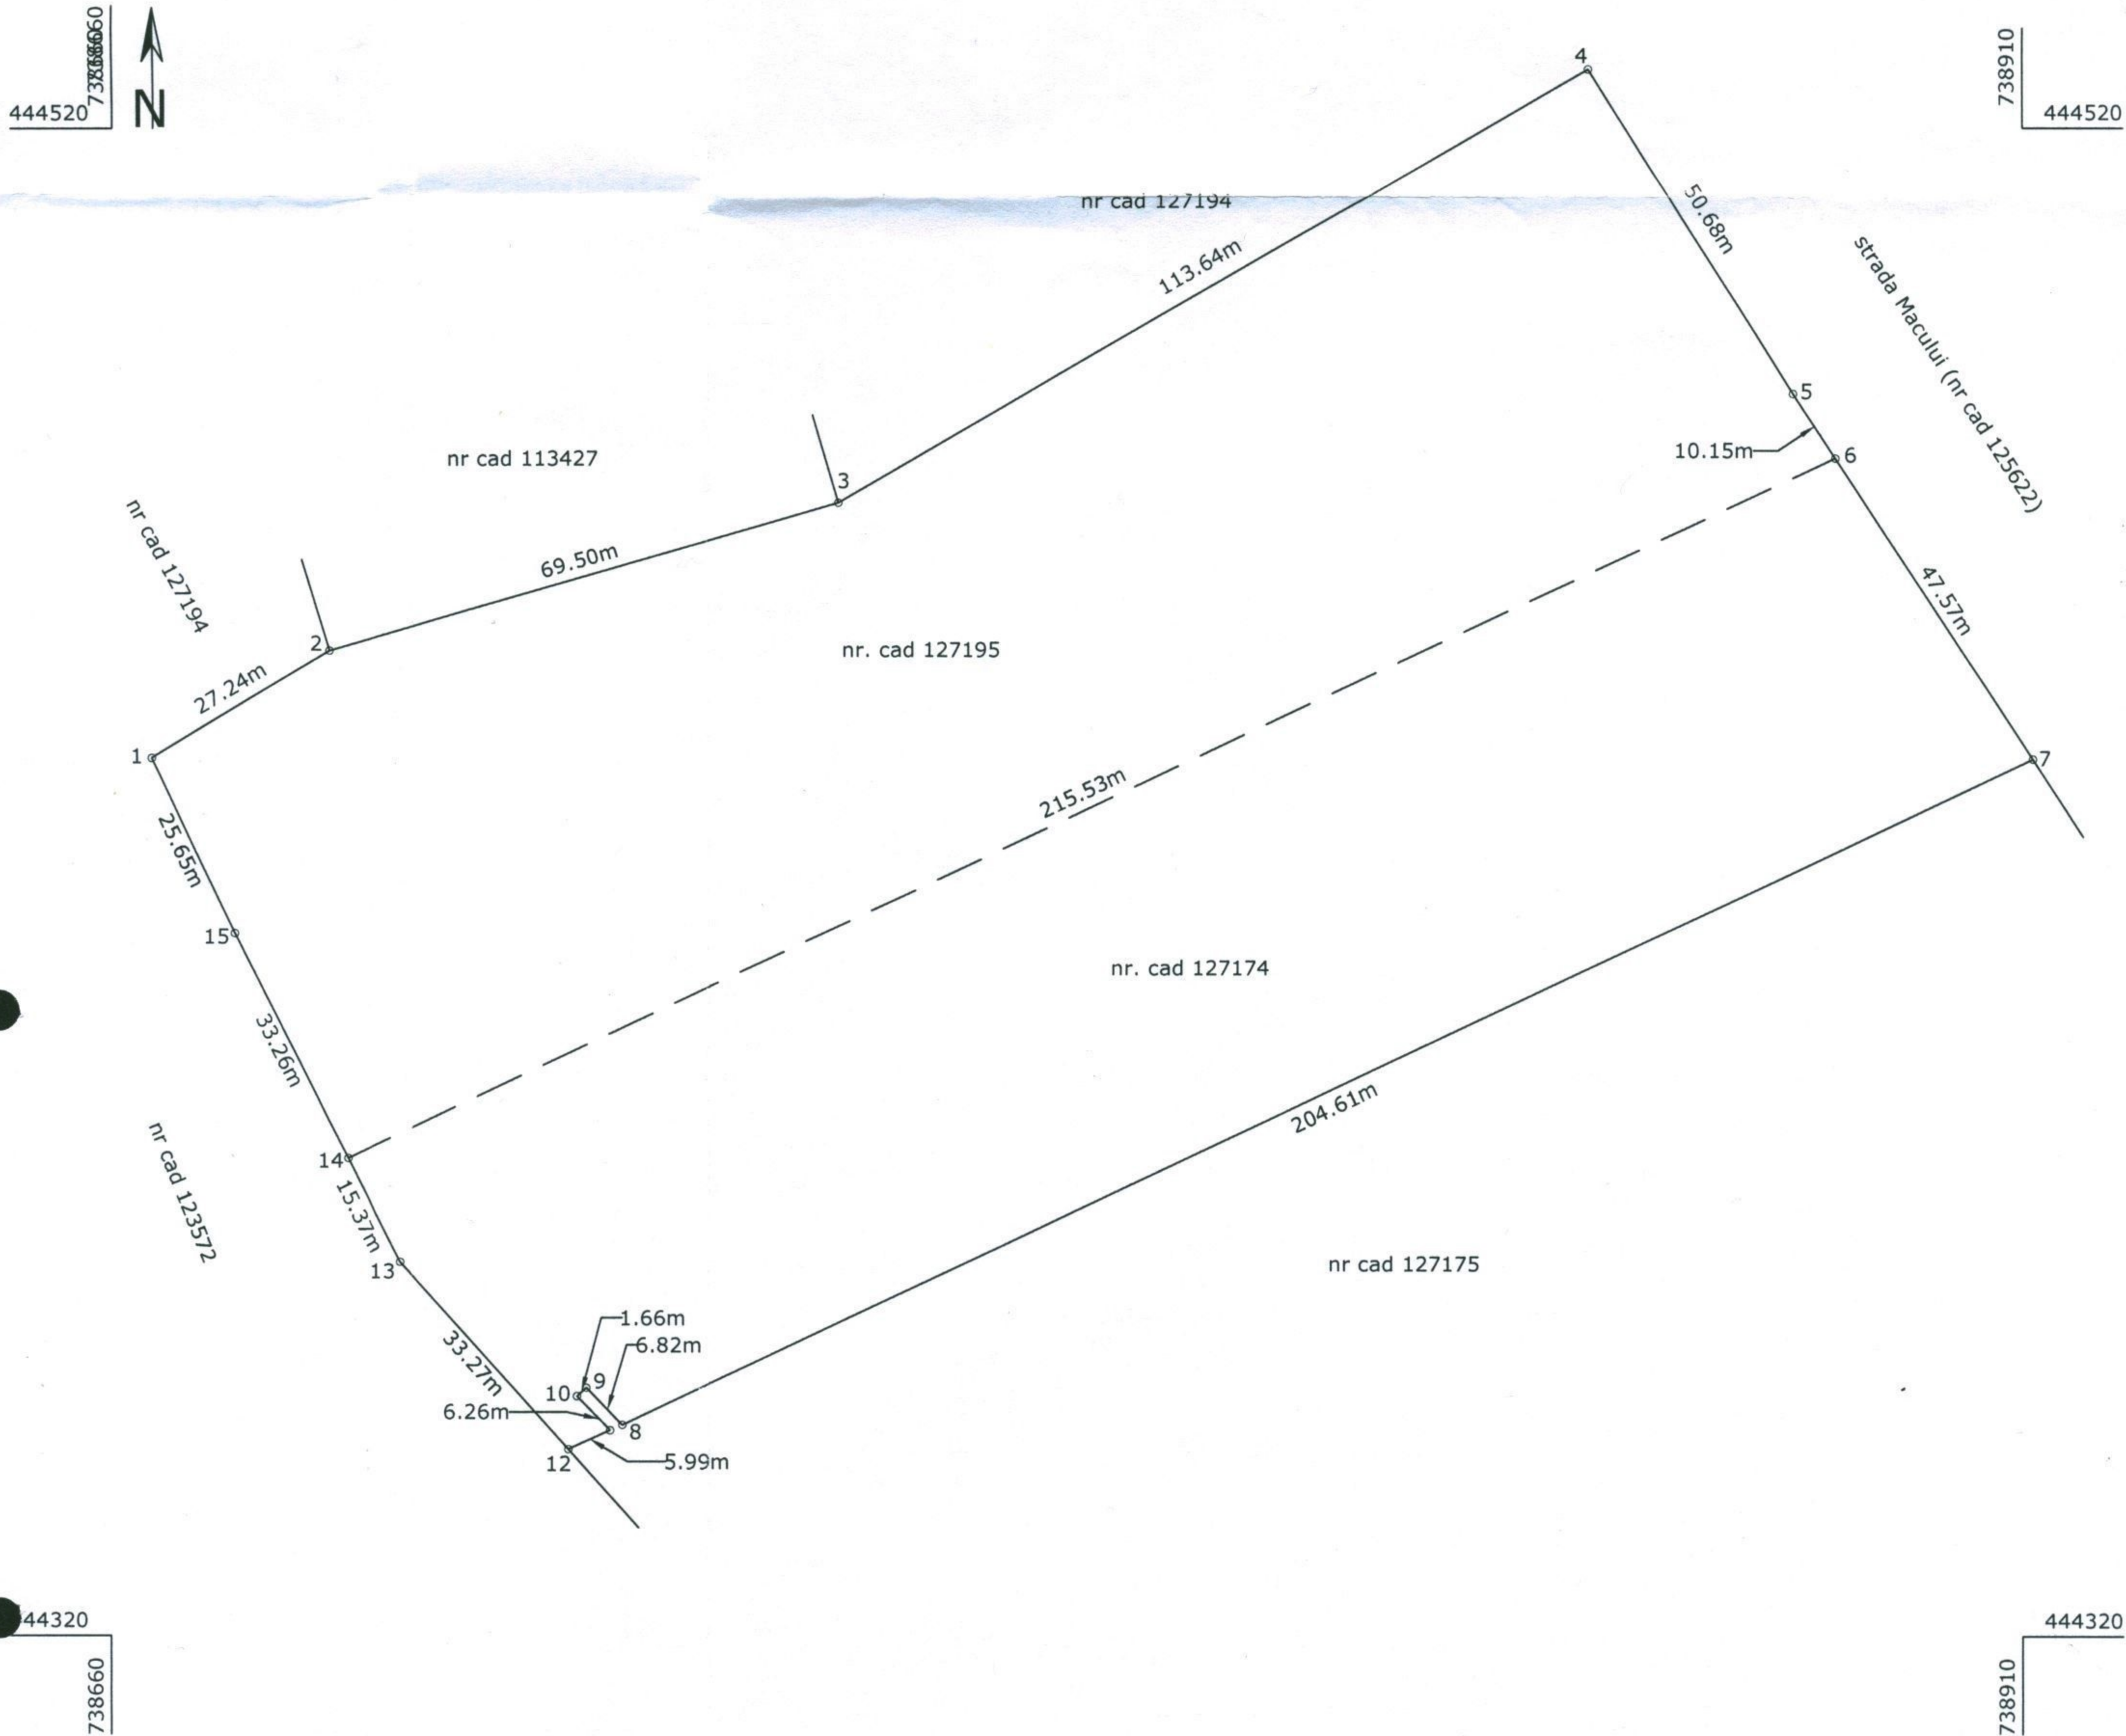 738660
N
444520
738910
444520
4
nr cad 127194
50.68m
113.64m
strada Macului (nr cad 125622)
5
10.15m
6
nr cad 113427
3
nr cad 127194
69.50m
47.57m
2
nr. cad 127195
27.24m
1
7
215.53m
25.65m
15
nr. cad 127174
33.26m
204.61m
14
nr cad 123572
15.37m
13
nr cad 127175
1.66m
6.82m
33.27m
9
10
6.26m
8
12
5.99m
44320
738660
444320
738910